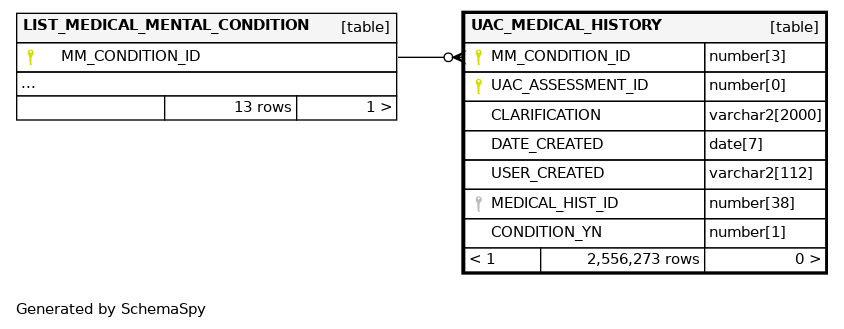 LIST_MEDICAL_MENTAL_CONDITION [table]
MM_CONDITION_ID
...
13 rows 1 >
UAC_MEDICAL_HISTORY [table]
MM_CONDITION_ID number[3]
UAC_ASSESSMENT_ID number[0]
CLARIFICATION varchar2[2000]
DATE_CREATED date[7]
USER_CREATED varchar2[112]
MEDICAL_HIST_ID number[38]
CONDITION_YN number[1]
< 1 2,556,273 rows 0 >
Generated by SchemaSpy